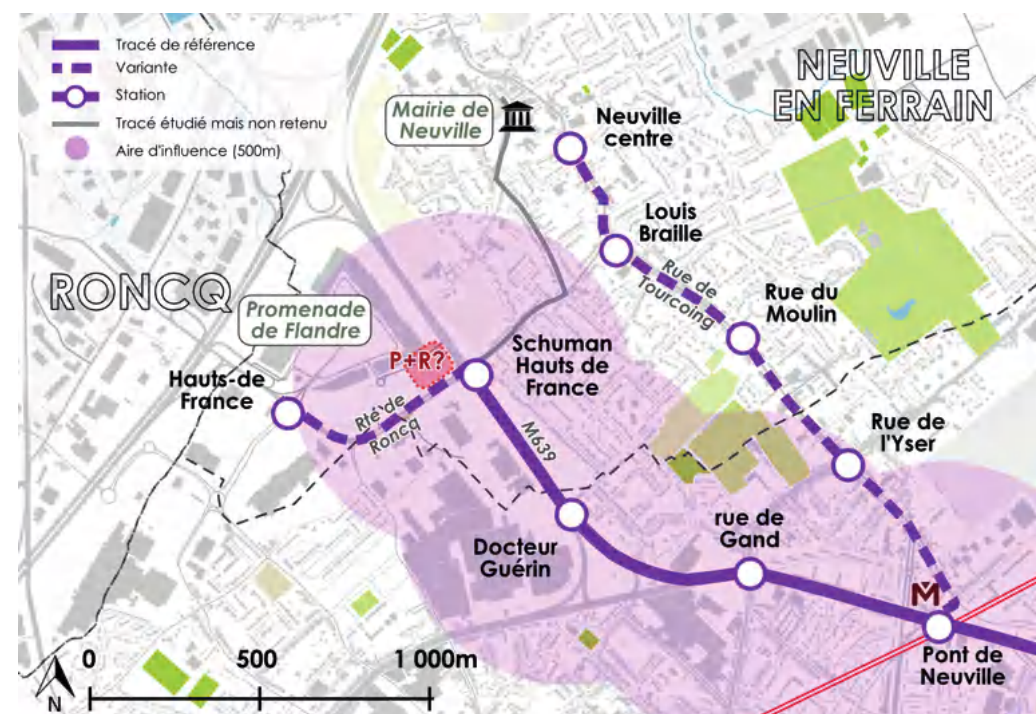 Tracé de référence
Variante
Station
Tracé étudié mais non retenu
Aire d'influence (500m)
NEUVILLE
EN FERRAIN
Mairie de
Neuville
Neuville
centre
Louis
Braille
Rue de
Tourcoing
Rue du
Moulin
RONCQ
Promenade
de Flandre
P+R?
Schuman
Hauts de
France
Hauts-de
France
Rte de
Roncq
M639
Rue de
l'Yser
rue de
Gand
Docteur
Guérin
M
Pont de
Neuville
0 500 1 000m
N